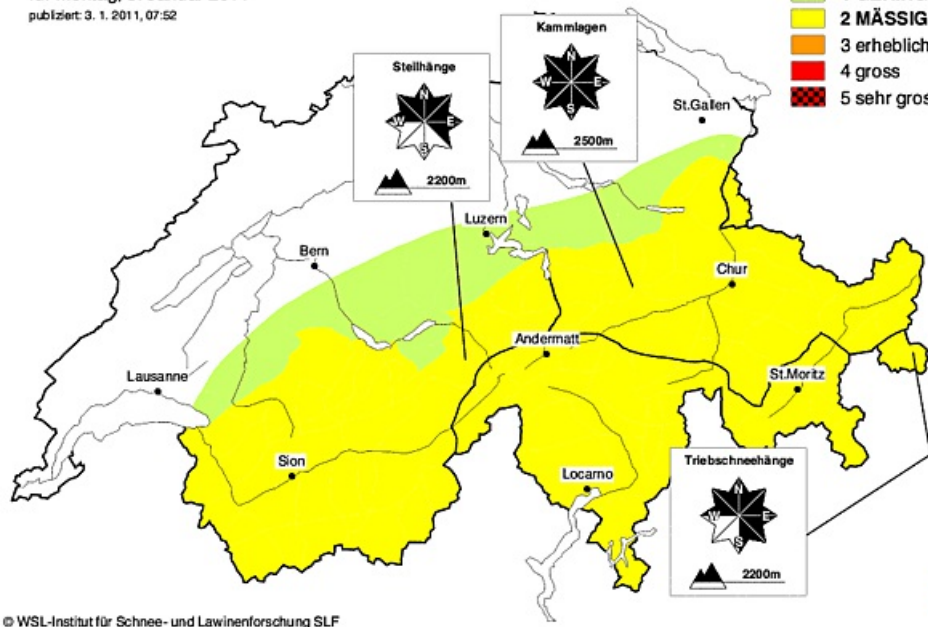 publiziert: 3. 1. 2011, 07:52
2 MÄSSIG
3 erheblich
4 gross
5 sehr gros
Kammlagen
N
W E
S
2500m
Steilhänge
N
W E
S
2200m
St.Gallen
Luzern
Bern
Chur
Andermatt
Lausanne
St.Moritz
Sion
Locarno
Triebschneehänge
N
W E
S
2200m
© WSL-Institut für Schnee- und Lawinenforschung SLF